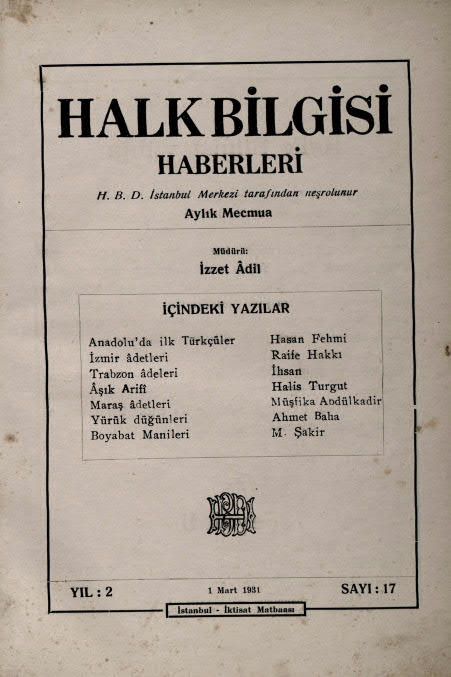 HALK BİLGİSİ
HABERLERİ
H. B. D. İstanbul Merkezi tarafından neşrolunur
Aylık Mecmua
Müdürü:
İzzet Âdil
İÇİNDEKİ YAZILAR
Anadolu'da ilk Türkçüler Hasan Fehmi
İzmir âdetleri Raife Hakkı
Trabzon âdeleri İhsan
Âşık Arifî Halis Turgut
Maraş âdetleri Müşfika Abdülkadir
Yürük düğünleri Ahmet Baha
Boyabat Manileri M. Şakir
YIL : 2 1 Mart 1931 SAYI : 17
İstanbul - İktisat Matbaası